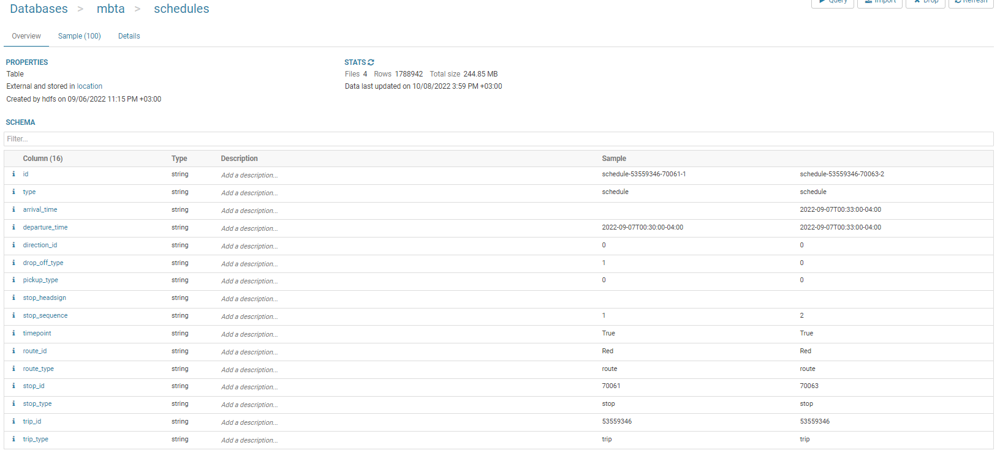 Databases > mbta > schedules
Query Import Drop Refresh
Overview Sample (100) Details
PROPERTIES
Table
External and stored in location
Created by hdfs on 09/06/2022 11:15 PM +03:00
STATS
Files 4 Rows 1788942 Total size 244.85 MB
Data last updated on 10/08/2022 3:59 PM +03:00
SCHEMA
Filter...
Column (16) Type Description Sample
id string Add a description... schedule-53559346-70061-1 schedule-53559346-70063-2
type string Add a description... schedule schedule
arrival_time string Add a description... 2022-09-07T00:33:00-04:00
departure_time string Add a description... 2022-09-07T00:30:00-04:00 2022-09-07T00:33:00-04:00
direction_id string Add a description... 0 0
drop_off_type string Add a description... 1 0
pickup_type string Add a description... 0 0
stop_headsign string Add a description...
stop_sequence string Add a description... 1 2
timepoint string Add a description... True True
route_id string Add a description... Red Red
route_type string Add a description... route route
stop_id string Add a description... 70061 70063
stop_type string Add a description... stop stop
trip_id string Add a description... 53559346 53559346
trip_type string Add a description... trip trip